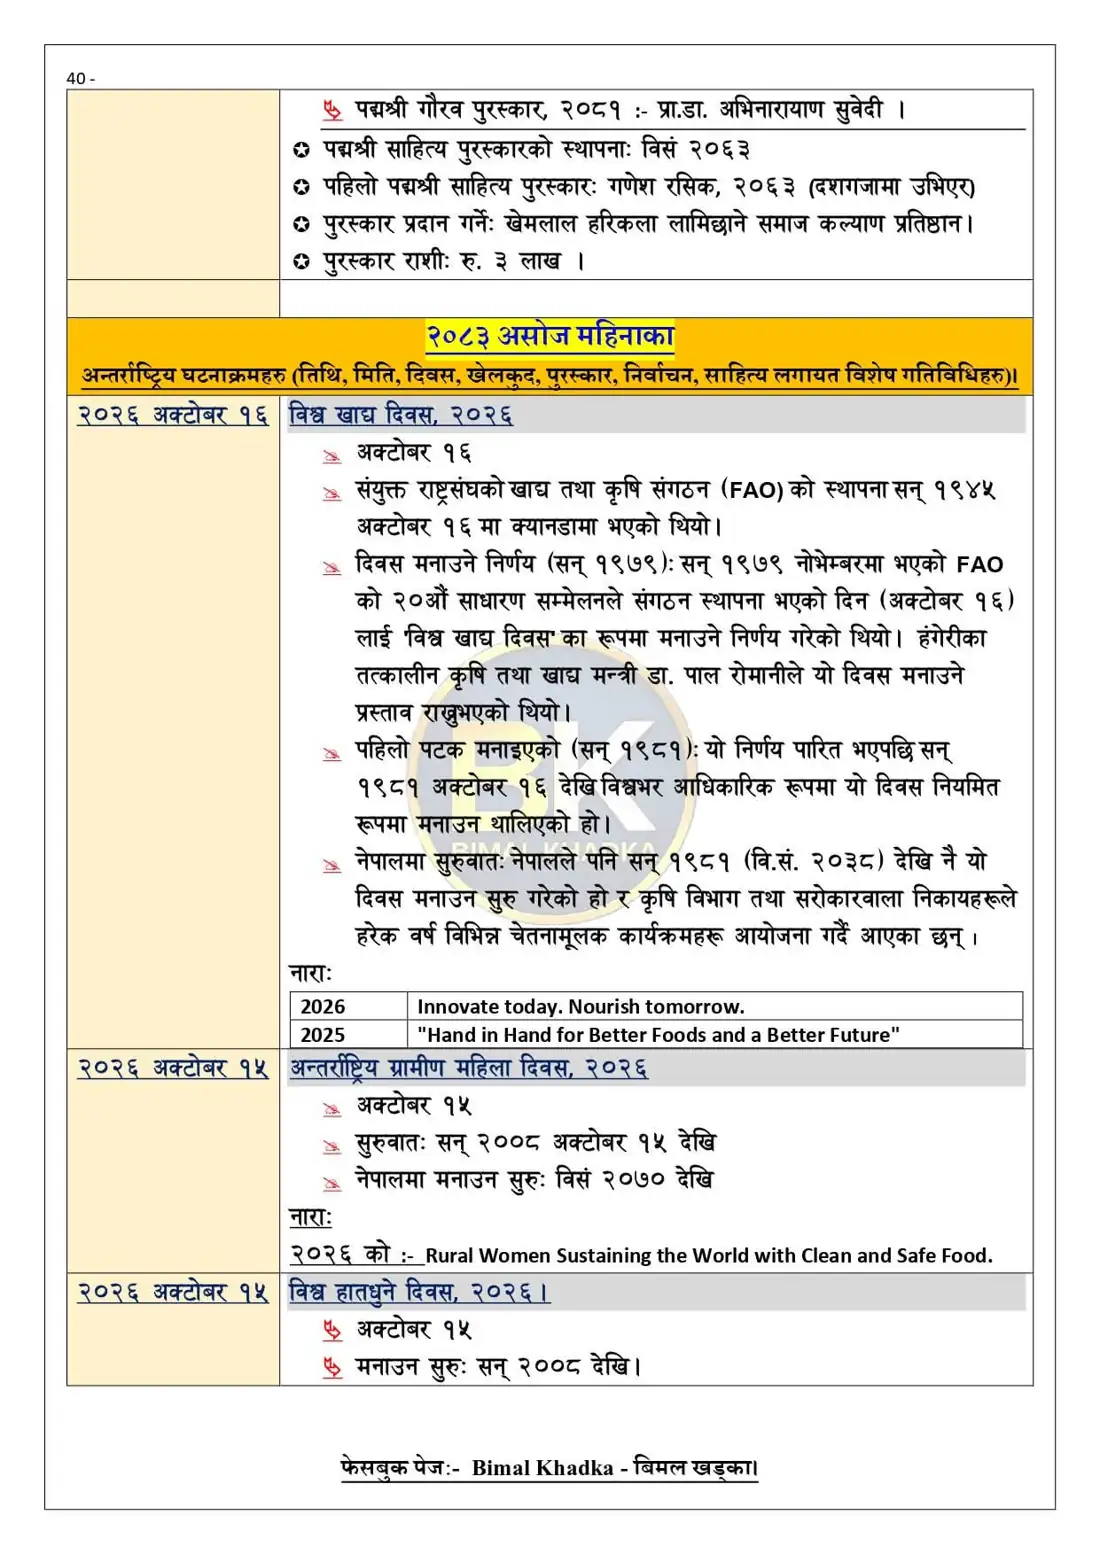 40 -
पद्मश्री गौरव पुरस्कार, २०८१ :- प्रा.डा. अभिनारायाण सुवेदी ।
पद्मश्री साहित्य पुरस्कारको स्थापनाः विसं २०६३
पहिलो पद्मश्री साहित्य पुरस्कारः गणेश रसिक, २०६३ (दशगजामा उभिएर)
पुरस्कार प्रदान गर्नेः खेमलाल हरिकला लामिछाने समाज कल्याण प्रतिष्ठान।
पुरस्कार राशीः रु. ३ लाख ।
२०८३ असोज महिनाका
अन्तर्राष्ट्रिय घटनाक्रमहरु (तिथि, मिति, दिवस, खेलकुद, पुरस्कार, निर्वाचन, साहित्य लगायत विशेष गतिविधिहरु)।
२०२६ अक्टोबर १६ विश्व खाद्य दिवस, २०२६
अक्टोबर १६
संयुक्त राष्ट्रसंघको खाद्य तथा कृषि संगठन (FAO) को स्थापना सन् १९४५
अक्टोबर १६ मा क्यानडामा भएको थियो।
दिवस मनाउने निर्णय (सन् १९७९): सन् १९७९ नोभेम्बरमा भएको FAO
को २०औं साधारण सम्मेलनले संगठन स्थापना भएको दिन (अक्टोबर १६)
लाई 'विश्व खाद्य दिवस' का रूपमा मनाउने निर्णय गरेको थियो। हंगेरीका
तत्कालीन कृषि तथा खाद्य मन्त्री डा. पाल रोमानीले यो दिवस मनाउने
प्रस्ताव राख्नुभएको थियो।
पहिलो पटक मनाइएको (सन् १९८१): यो निर्णय पारित भएपछि सन्
१९८१ अक्टोबर १६ देखि विश्वभर आधिकारिक रूपमा यो दिवस नियमित
रूपमा मनाउन थालिएको हो।
नेपालमा सुरुवातः नेपालले पनि सन् १९८१ (वि.सं. २०३८) देखि नै यो
दिवस मनाउन सुरु गरेको हो र कृषि विभाग तथा सरोकारवाला निकायहरूले
हरेक वर्ष विभिन्न चेतनामूलक कार्यक्रमहरू आयोजना गर्दै आएका छन् ।
BK
BIMAL KHADKA
नाराः
2026 Innovate today. Nourish tomorrow.
2025 "Hand in Hand for Better Foods and a Better Future"
२०२६ अक्टोबर १५ अन्तर्राष्ट्रिय ग्रामीण महिला दिवस, २०२६
अक्टोबर १५
सुरुवातः सन् २००८ अक्टोबर १५ देखि
नेपालमा मनाउन सुरुः विसं २०७० देखि
नाराः
२०२६ को :- Rural Women Sustaining the World with Clean and Safe Food.
२०२६ अक्टोबर १५ विश्व हातधुने दिवस, २०२६।
अक्टोबर १५
मनाउन सुरुः सन् २००८ देखि।
फेसबुक पेजः- Bimal Khadka - बिमल खड्का।